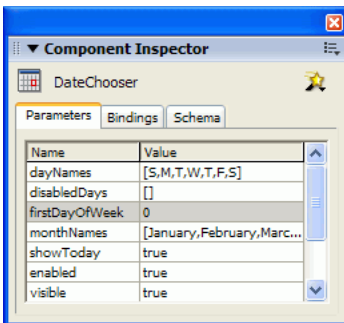 Component Inspector
DateChooser
Parameters Bindings Schema
Name Value
dayNames [S,M,T,W,T,F,S]
disabledDays []
firstDayOfWeek 0
monthNames [January,February,Marc...
showToday true
enabled true
visible true